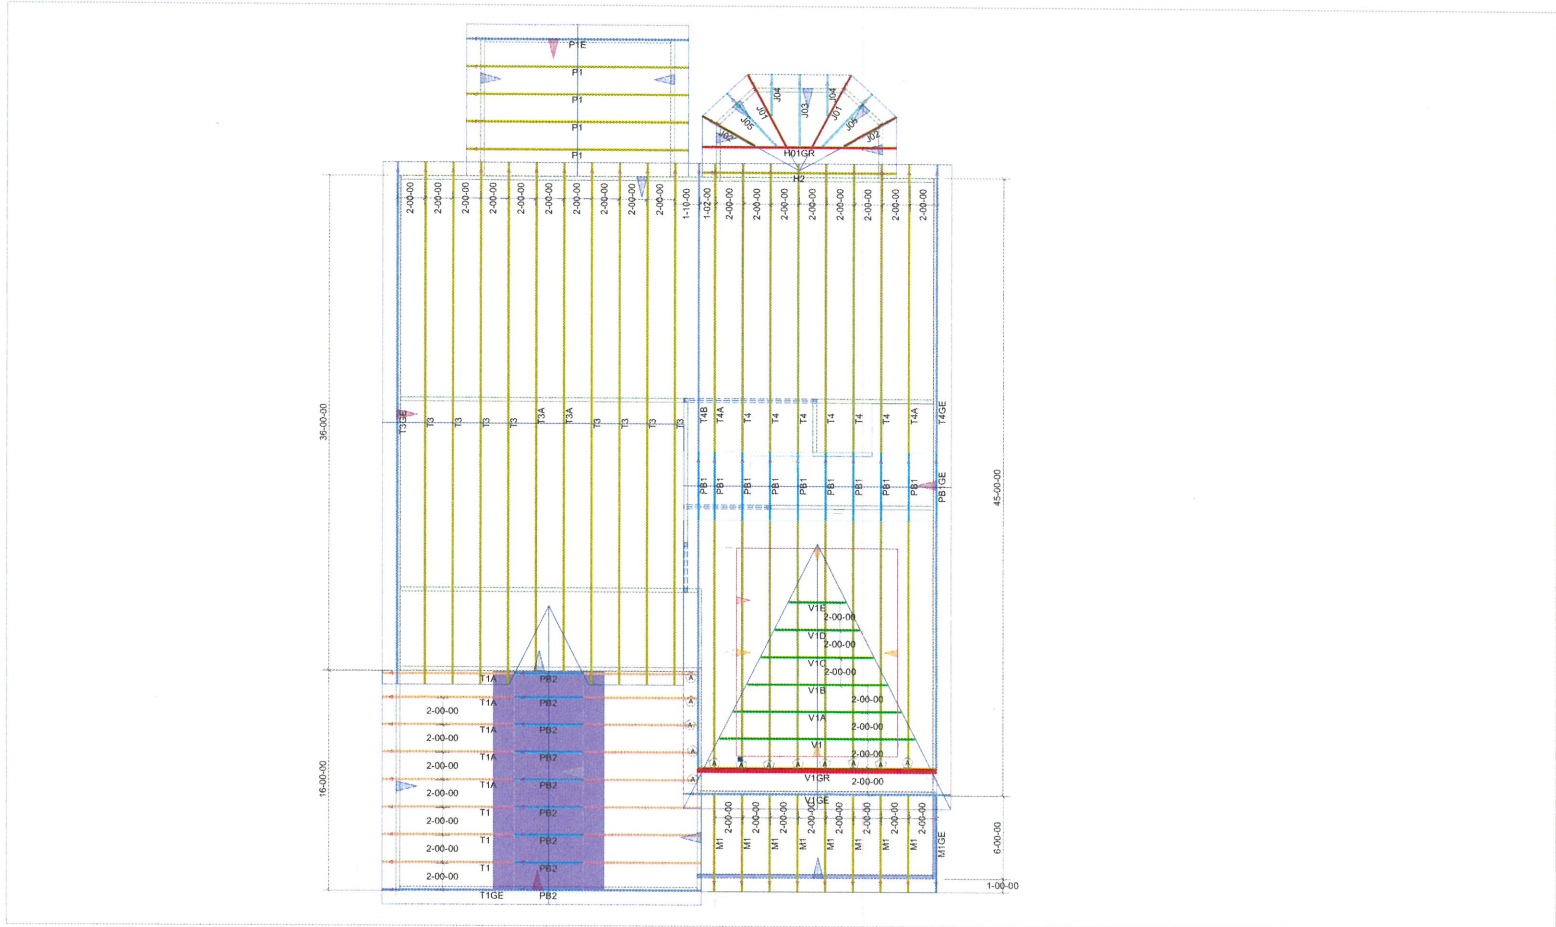 P1E
P1
P1
P1
P1
J04
J03
J04
J01
J01
J05
J05
J02
J02
H01GR
H2
2-00-00
2-00-00
2-00-00
2-00-00
2-00-00
2-00-00
2-00-00
2-00-00
2-00-00
2-00-00
1-10-00
1-02-00
2-00-00
2-00-00
2-00-00
2-00-00
2-00-00
2-00-00
2-00-00
2-00-00
36-00-00
T3GE
T3
T3
T3
T3
T3A
T3A
T3
T3
T3
T3
T4B
T4A
T4
T4
T4
T4
T4
T4
T4A
T4GE
PB1
PB1
PB1
PB1
PB1
PB1
PB1
PB1
PB1
PB1GE
45-00-00
V1E
2-00-00
V1D
2-00-00
V1C
2-00-00
V1B
2-00-00
V1A
2-00-00
V1
2-00-00
A
A
A
A
A
A
A
A
V1GR
2-00-00
V1GE
T1A
PB2
A
T1A
PB2
A
2-00-00
T1A
PB2
A
2-00-00
T1A
PB2
A
2-00-00
T1A
PB2
A
2-00-00
T1
PB2
2-00-00
T1
PB2
2-00-00
T1
PB2
2-00-00
T1GE
PB2
16-00-00
2-00-00
2-00-00
2-00-00
2-00-00
2-00-00
2-00-00
2-00-00
2-00-00
M1
M1
M1
M1
M1
M1
M1
M1
M1GE
6-00-00
1-00-00